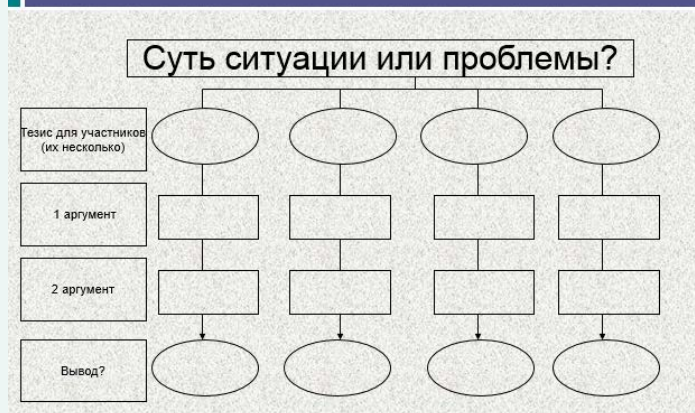 Суть ситуации или проблемы?
Тезис для участников
(их несколько)
1 аргумент
2 аргумент
Вывод?